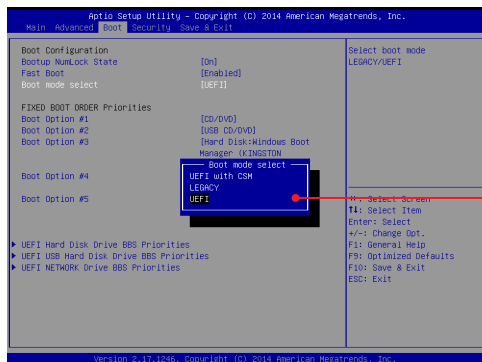 Aptio Setup Utility – Copyright (C) 2014 American Megatrends, Inc.
Main Advanced Boot Security Save & Exit
Boot Configuration
Bootup NumLock State [On]
Fast Boot [Enabled]
Boot mode select [UEFI]
FIXED BOOT ORDER Priorities
Boot Option #1 [CD/DVD]
Boot Option #2 [USB CD/DVD]
Boot Option #3 [Hard Disk:Windows Boot
Manager (KINGSTON
Boot mode select
UEFI with CSM
LEGACY
UEFI
Boot Option #4
Boot Option #5
UEFI Hard Disk Drive BBS Priorities
UEFI USB Hard Disk Drive BBS Priorities
UEFI NETWORK Drive BBS Priorities
Select boot mode
LEGACY/UEFI
: Select Screen
↑↓: Select Item
Enter: Select
+/-: Change Opt.
F1: General Help
F9: Optimized Defaults
F10: Save & Exit
ESC: Exit
Version 2.17.1246. Copyright (C) 2014 American Megatrends, Inc.